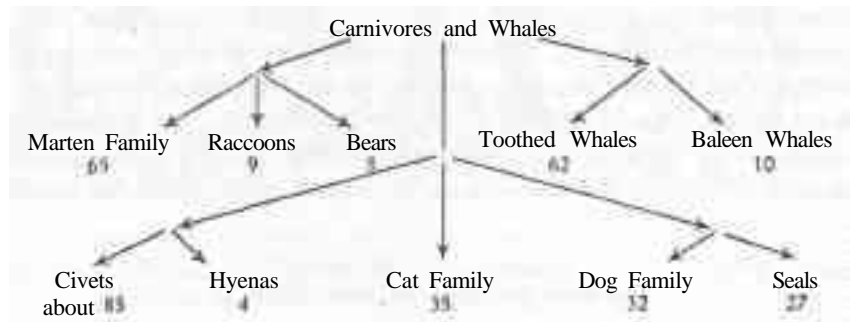 Carnivores and Whales
Marten Family Raccoons Bears Toothed Whales Baleen Whales
9 62 10
Civets Hyenas Cat Family Dog Family Seals
about 4 35 32 27